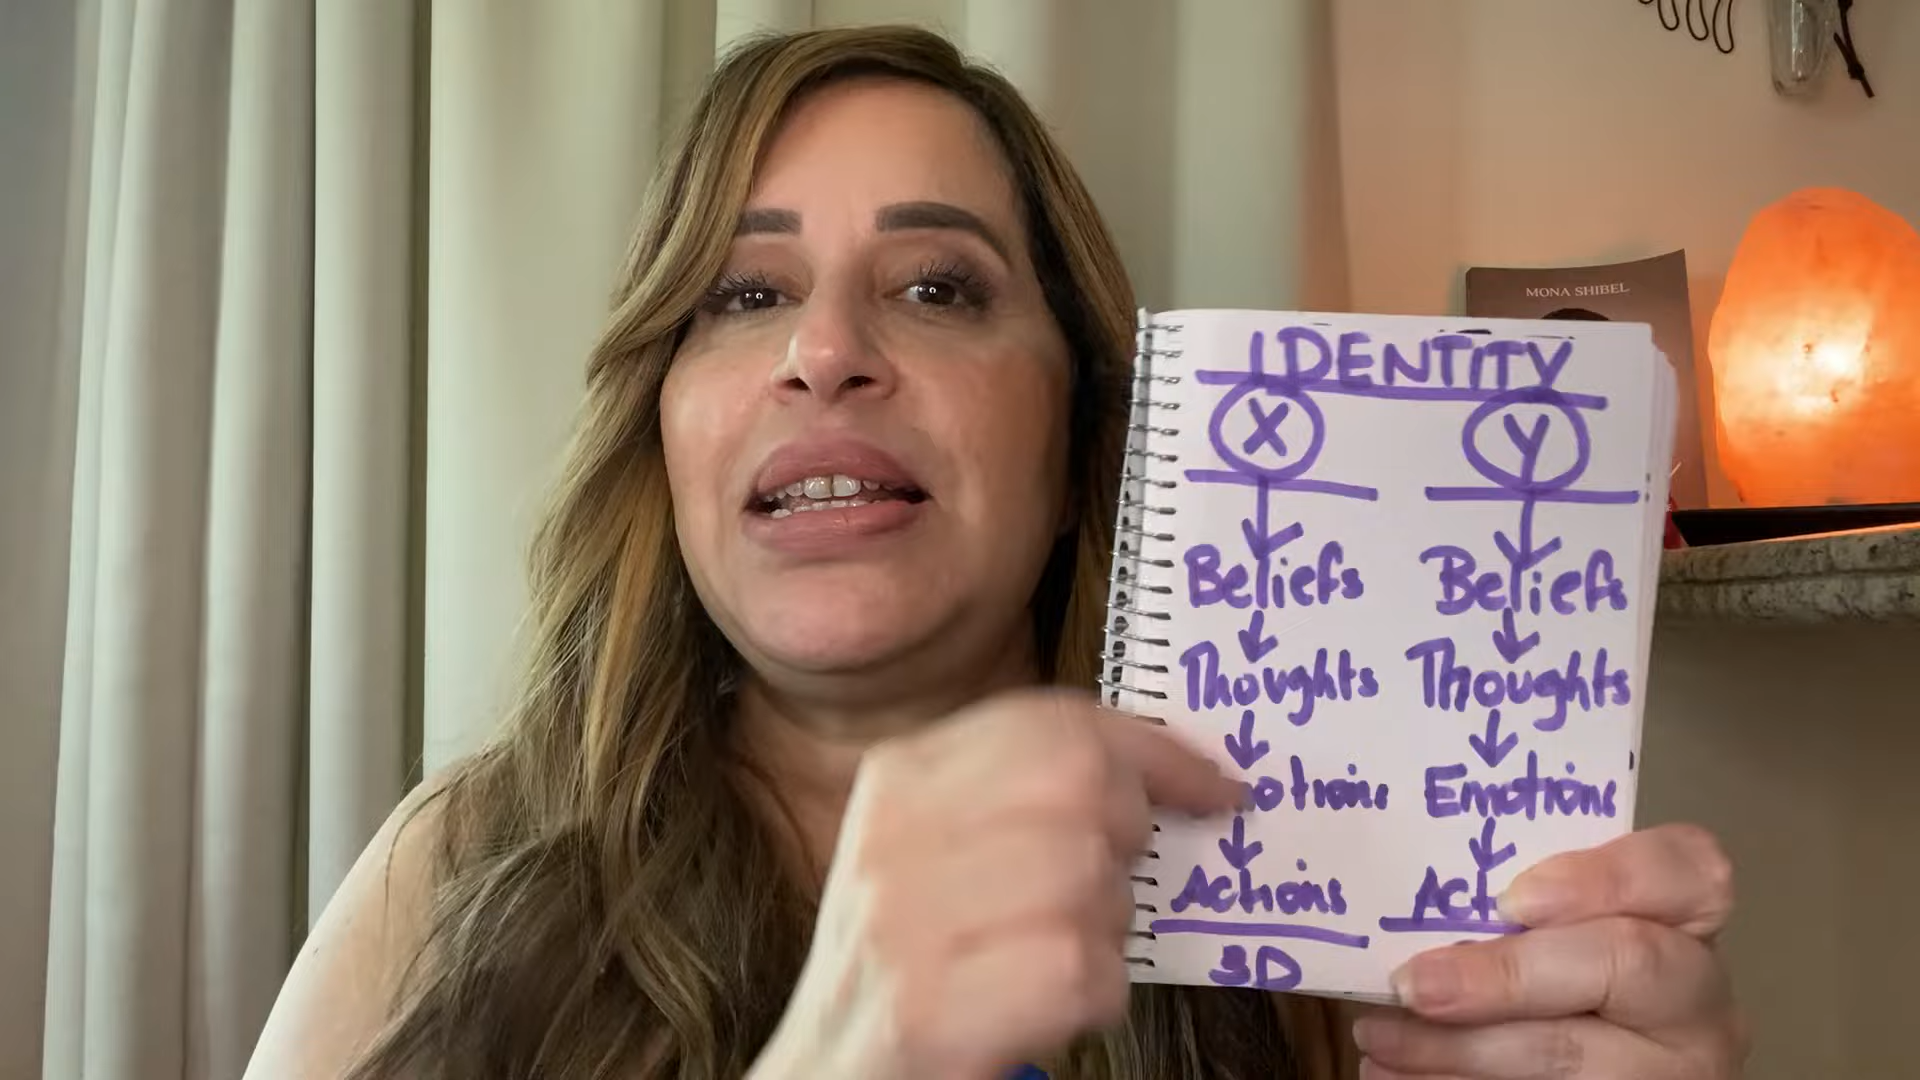 MONA SHIBEL
IDENTITY
X Y
Beliefs Beliefs
Thoughts Thoughts
Emotions
Actions
3D